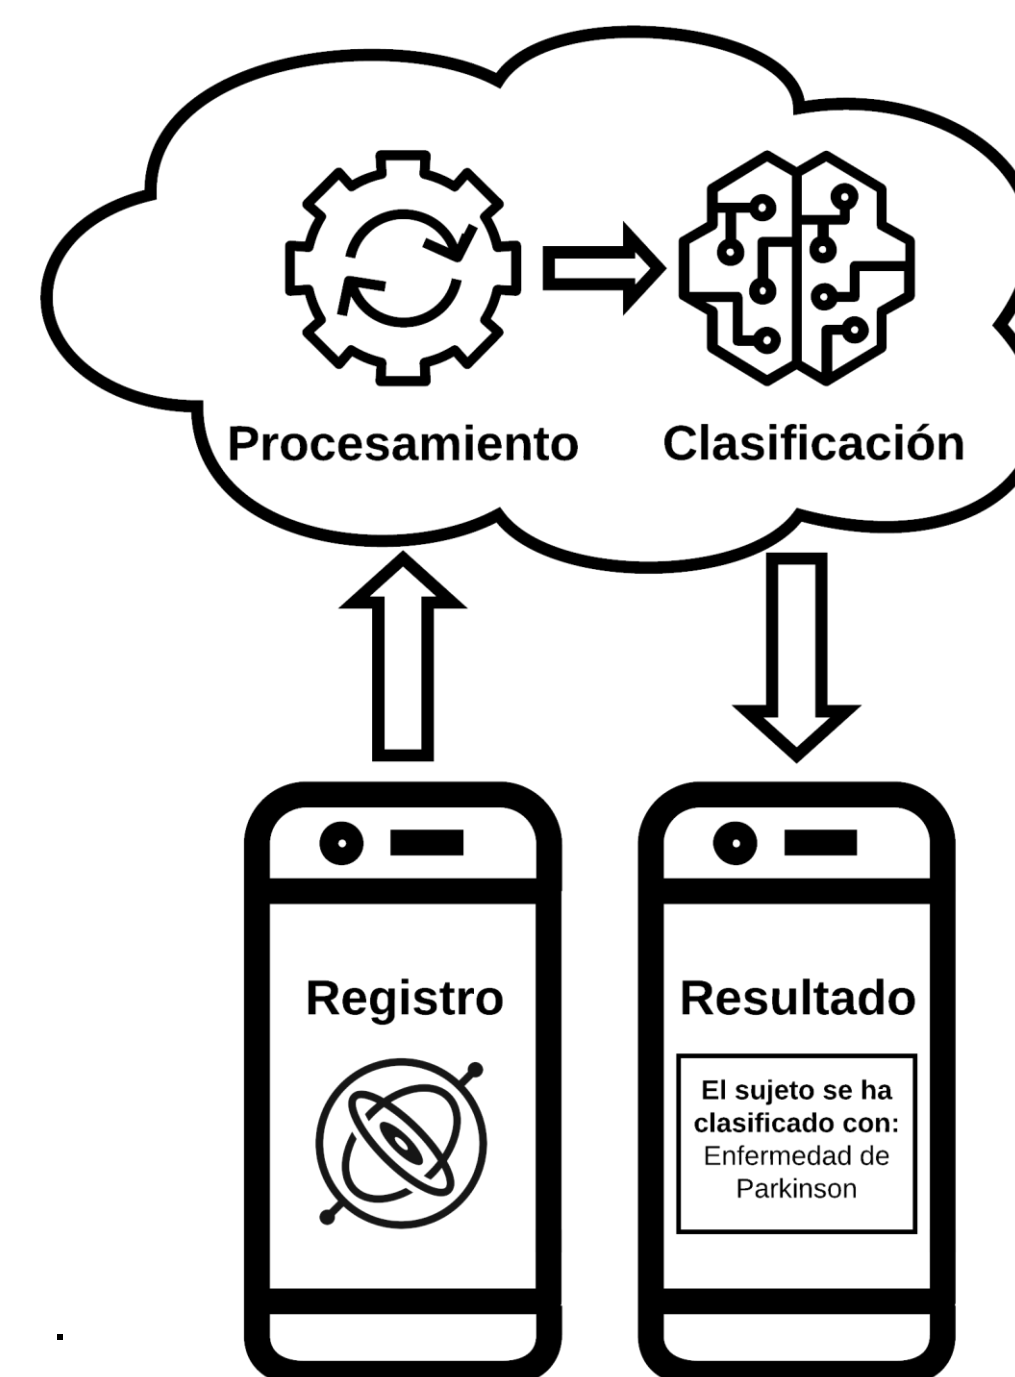 Procesamiento
Clasificación
Registro
Resultado
El sujeto se ha
clasificado con:
Enfermedad de
Parkinson